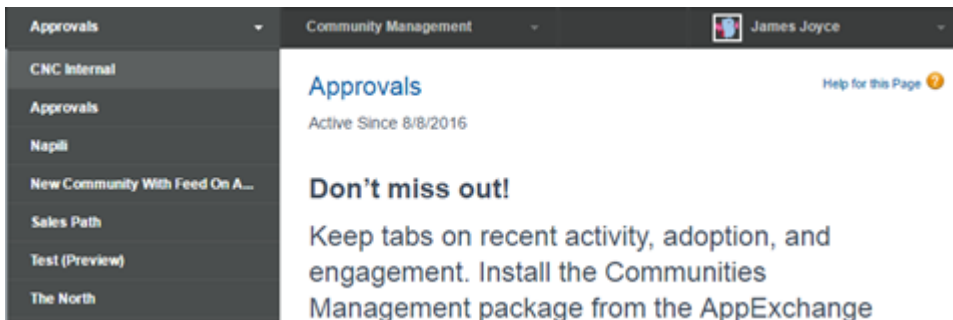 Approvals
Community Management
James Joyce
CNC Internal
Approvals
Napili
New Community With Feed On A...
Sales Path
Test (Preview)
The North
Approvals
Help for this Page
Active Since 8/8/2016
Don't miss out!
Keep tabs on recent activity, adoption, and
engagement. Install the Communities
Management package from the AppExchange